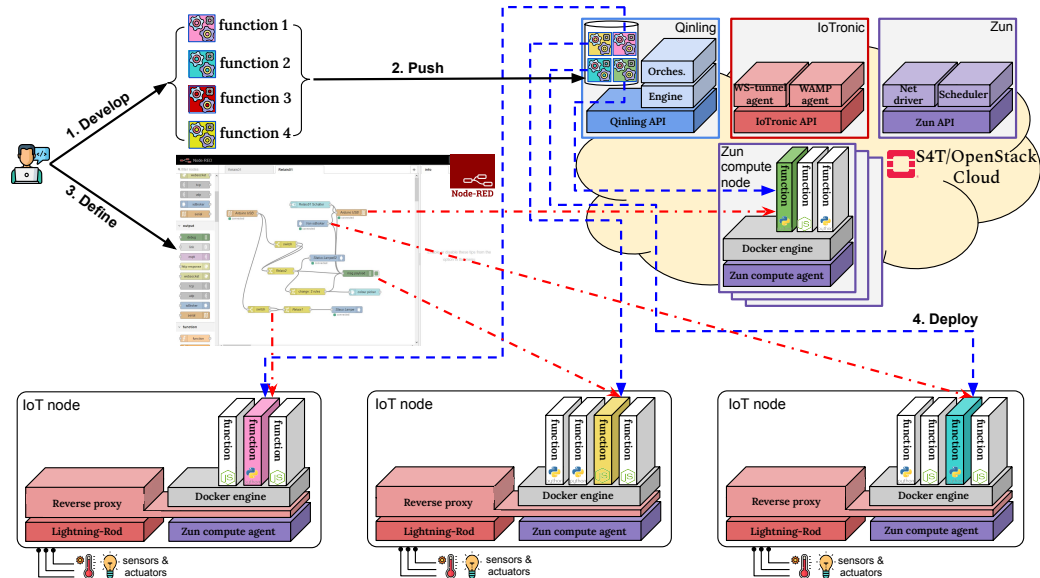 function 1
function 2
function 3
function 4
1. Develop
2. Push
3. Define
4. Deploy
Qinling
Orches.
Engine
Qinling API
IoTronic
WS-tunnel
agent
WAMP
agent
IoTronic API
Zun
Net
driver
Scheduler
Zun API
S4T/OpenStack
Cloud
Zun
compute
node
function
function
function
Docker engine
Zun compute agent
Node-RED
Node-RED
IoT node
function
function
function
Docker engine
Reverse proxy
Lightning-Rod
Zun compute agent
sensors &
actuators
IoT node
function
function
function
function
Docker engine
Reverse proxy
Lightning-Rod
Zun compute agent
sensors &
actuators
IoT node
function
function
function
function
Docker engine
Reverse proxy
Lightning-Rod
Zun compute agent
sensors &
actuators